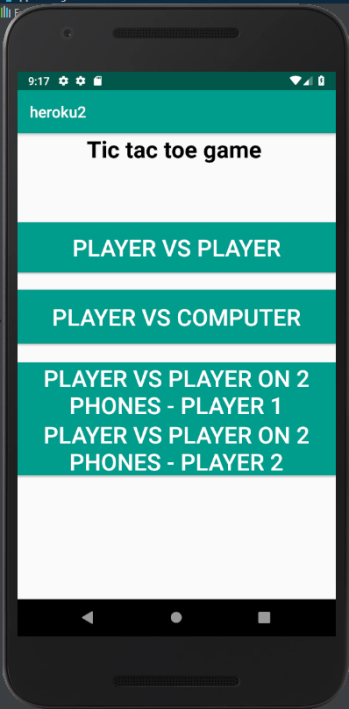 9:17
heroku2
Tic tac toe game
PLAYER VS PLAYER
PLAYER VS COMPUTER
PLAYER VS PLAYER ON 2
PHONES - PLAYER 1
PLAYER VS PLAYER ON 2
PHONES - PLAYER 2